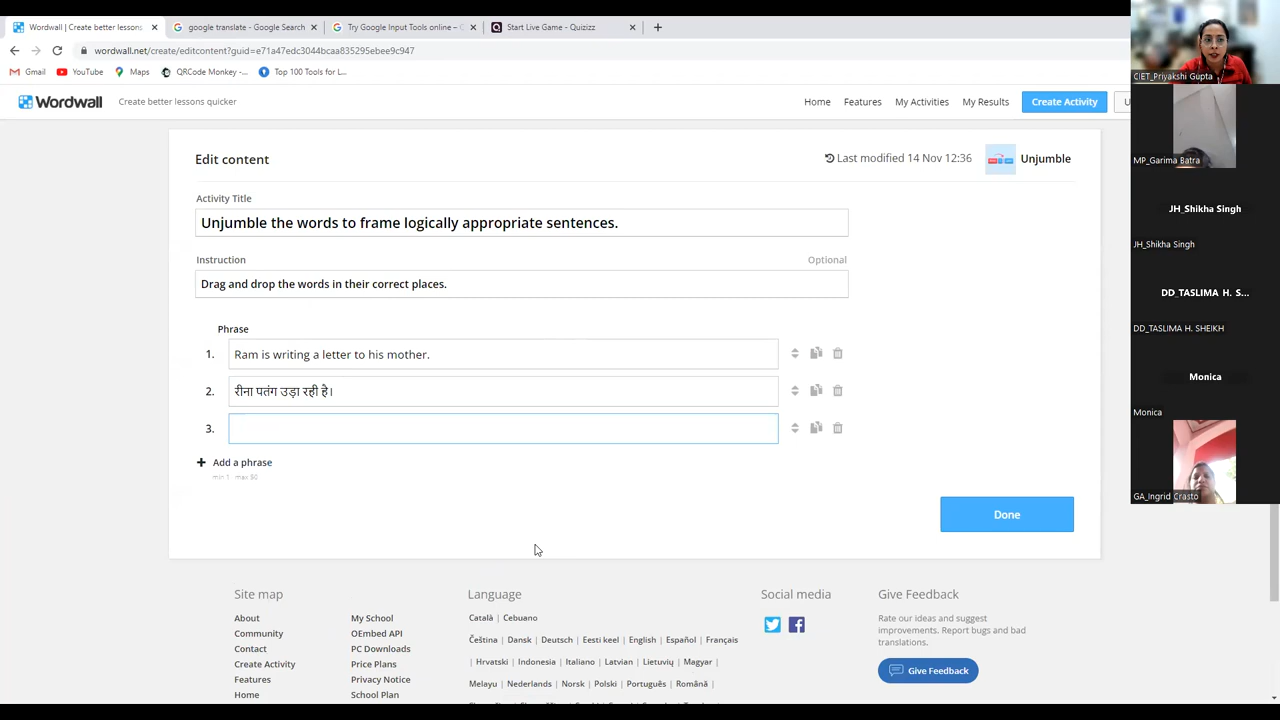 Wordwall | Create better lessons
google translate - Google Search
Try Google Input Tools online –
Start Live Game - Quizizz
wordwall.net/create/editcontent?guid=e71a47edc3044bcaa835295ebee9c947
Gmail YouTube Maps QRCode Monkey -... Top 100 Tools for L...
Wordwall Create better lessons quicker
Home Features My Activities My Results Create Activity U
Edit content
Last modified 14 Nov 12:36 Unjumble
Activity Title
Unjumble the words to frame logically appropriate sentences.
Instruction Optional
Drag and drop the words in their correct places.
Phrase
1. Ram is writing a letter to his mother.
2. रीना पतंग उड़ा रही है।
3.
+ Add a phrase
min 1 max 50
Done
Site map
About
Community
Contact
Create Activity
Features
Home
My School
OEmbed API
PC Downloads
Price Plans
Privacy Notice
School Plan
Language
Català | Cebuano
Čeština | Dansk | Deutsch | Eesti keel | English | Español | Français
| Hrvatski | Indonesia | Italiano | Latvian | Lietuvių | Magyar |
Melayu | Nederlands | Norsk | Polski | Português | Română |
Social media
Give Feedback
Rate our ideas and suggest
improvements. Report bugs and bad
translations.
Give Feedback
CIET_Priyakshi Gupta
MP_Garima Batra
JH_Shikha Singh
JH_Shikha Singh
DD_TASLIMA H. S...
DD_TASLIMA H. SHEIKH
Monica
Monica
GA_Ingrid Crasto